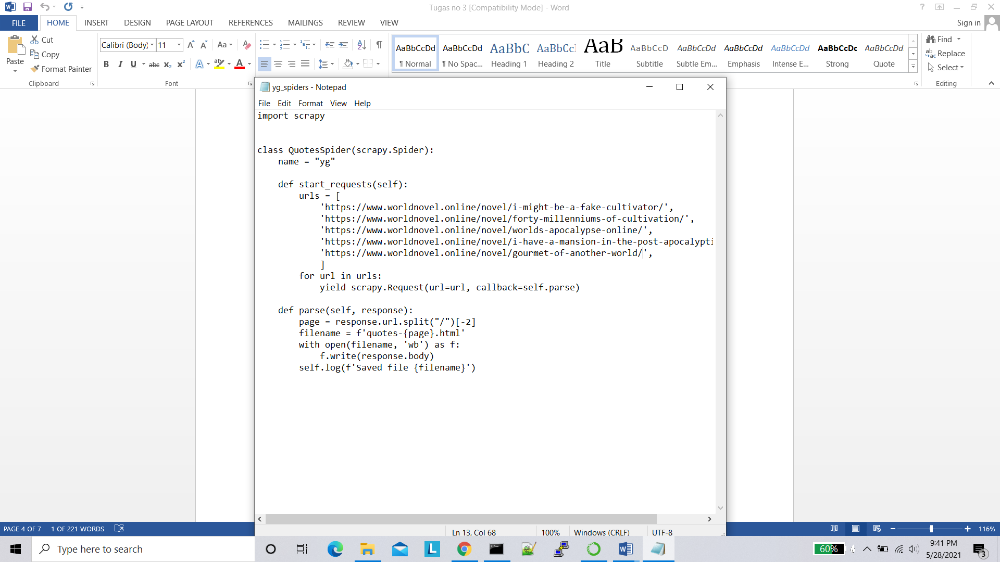 Tugas no 3 [Compatibility Mode] - Word
FILE HOME INSERT DESIGN PAGE LAYOUT REFERENCES MAILINGS REVIEW VIEW Sign in
Paste
Cut
Copy
Format Painter
Clipboard
Calibri (Body) 11
Font
AaBbCcDd AaBbCcDd AaBbC AaBbCc AaB AaBbCcD AaBbCcDd AaBbCcDd AaBbCcDd AaBbCcDc AaBbCcDd
¶ Normal ¶ No Spac... Heading 1 Heading 2 Title Subtitle Subtle Em... Emphasis Intense E... Strong Quote
Find
Replace
Select
Editing
yg_spiders - Notepad
File Edit Format View Help
import scrapy
class QuotesSpider(scrapy.Spider):
name = "yg"
def start_requests(self):
urls = [
'https://www.worldnovel.online/novel/i-might-be-a-fake-cultivator/',
'https://www.worldnovel.online/novel/forty-millenniums-of-cultivation/',
'https://www.worldnovel.online/novel/worlds-apocalypse-online/',
'https://www.worldnovel.online/novel/i-have-a-mansion-in-the-post-apocalypti
'https://www.worldnovel.online/novel/gourmet-of-another-world/',
]
for url in urls:
yield scrapy.Request(url=url, callback=self.parse)
def parse(self, response):
page = response.url.split("/")[-2]
filename = f'quotes-{page}.html'
with open(filename, 'wb') as f:
f.write(response.body)
self.log(f'Saved file {filename}')
Ln 13, Col 68 100% Windows (CRLF) UTF-8
PAGE 4 OF 7 1 OF 221 WORDS 116%
Type here to search
60%
9:41 PM
5/28/2021
3